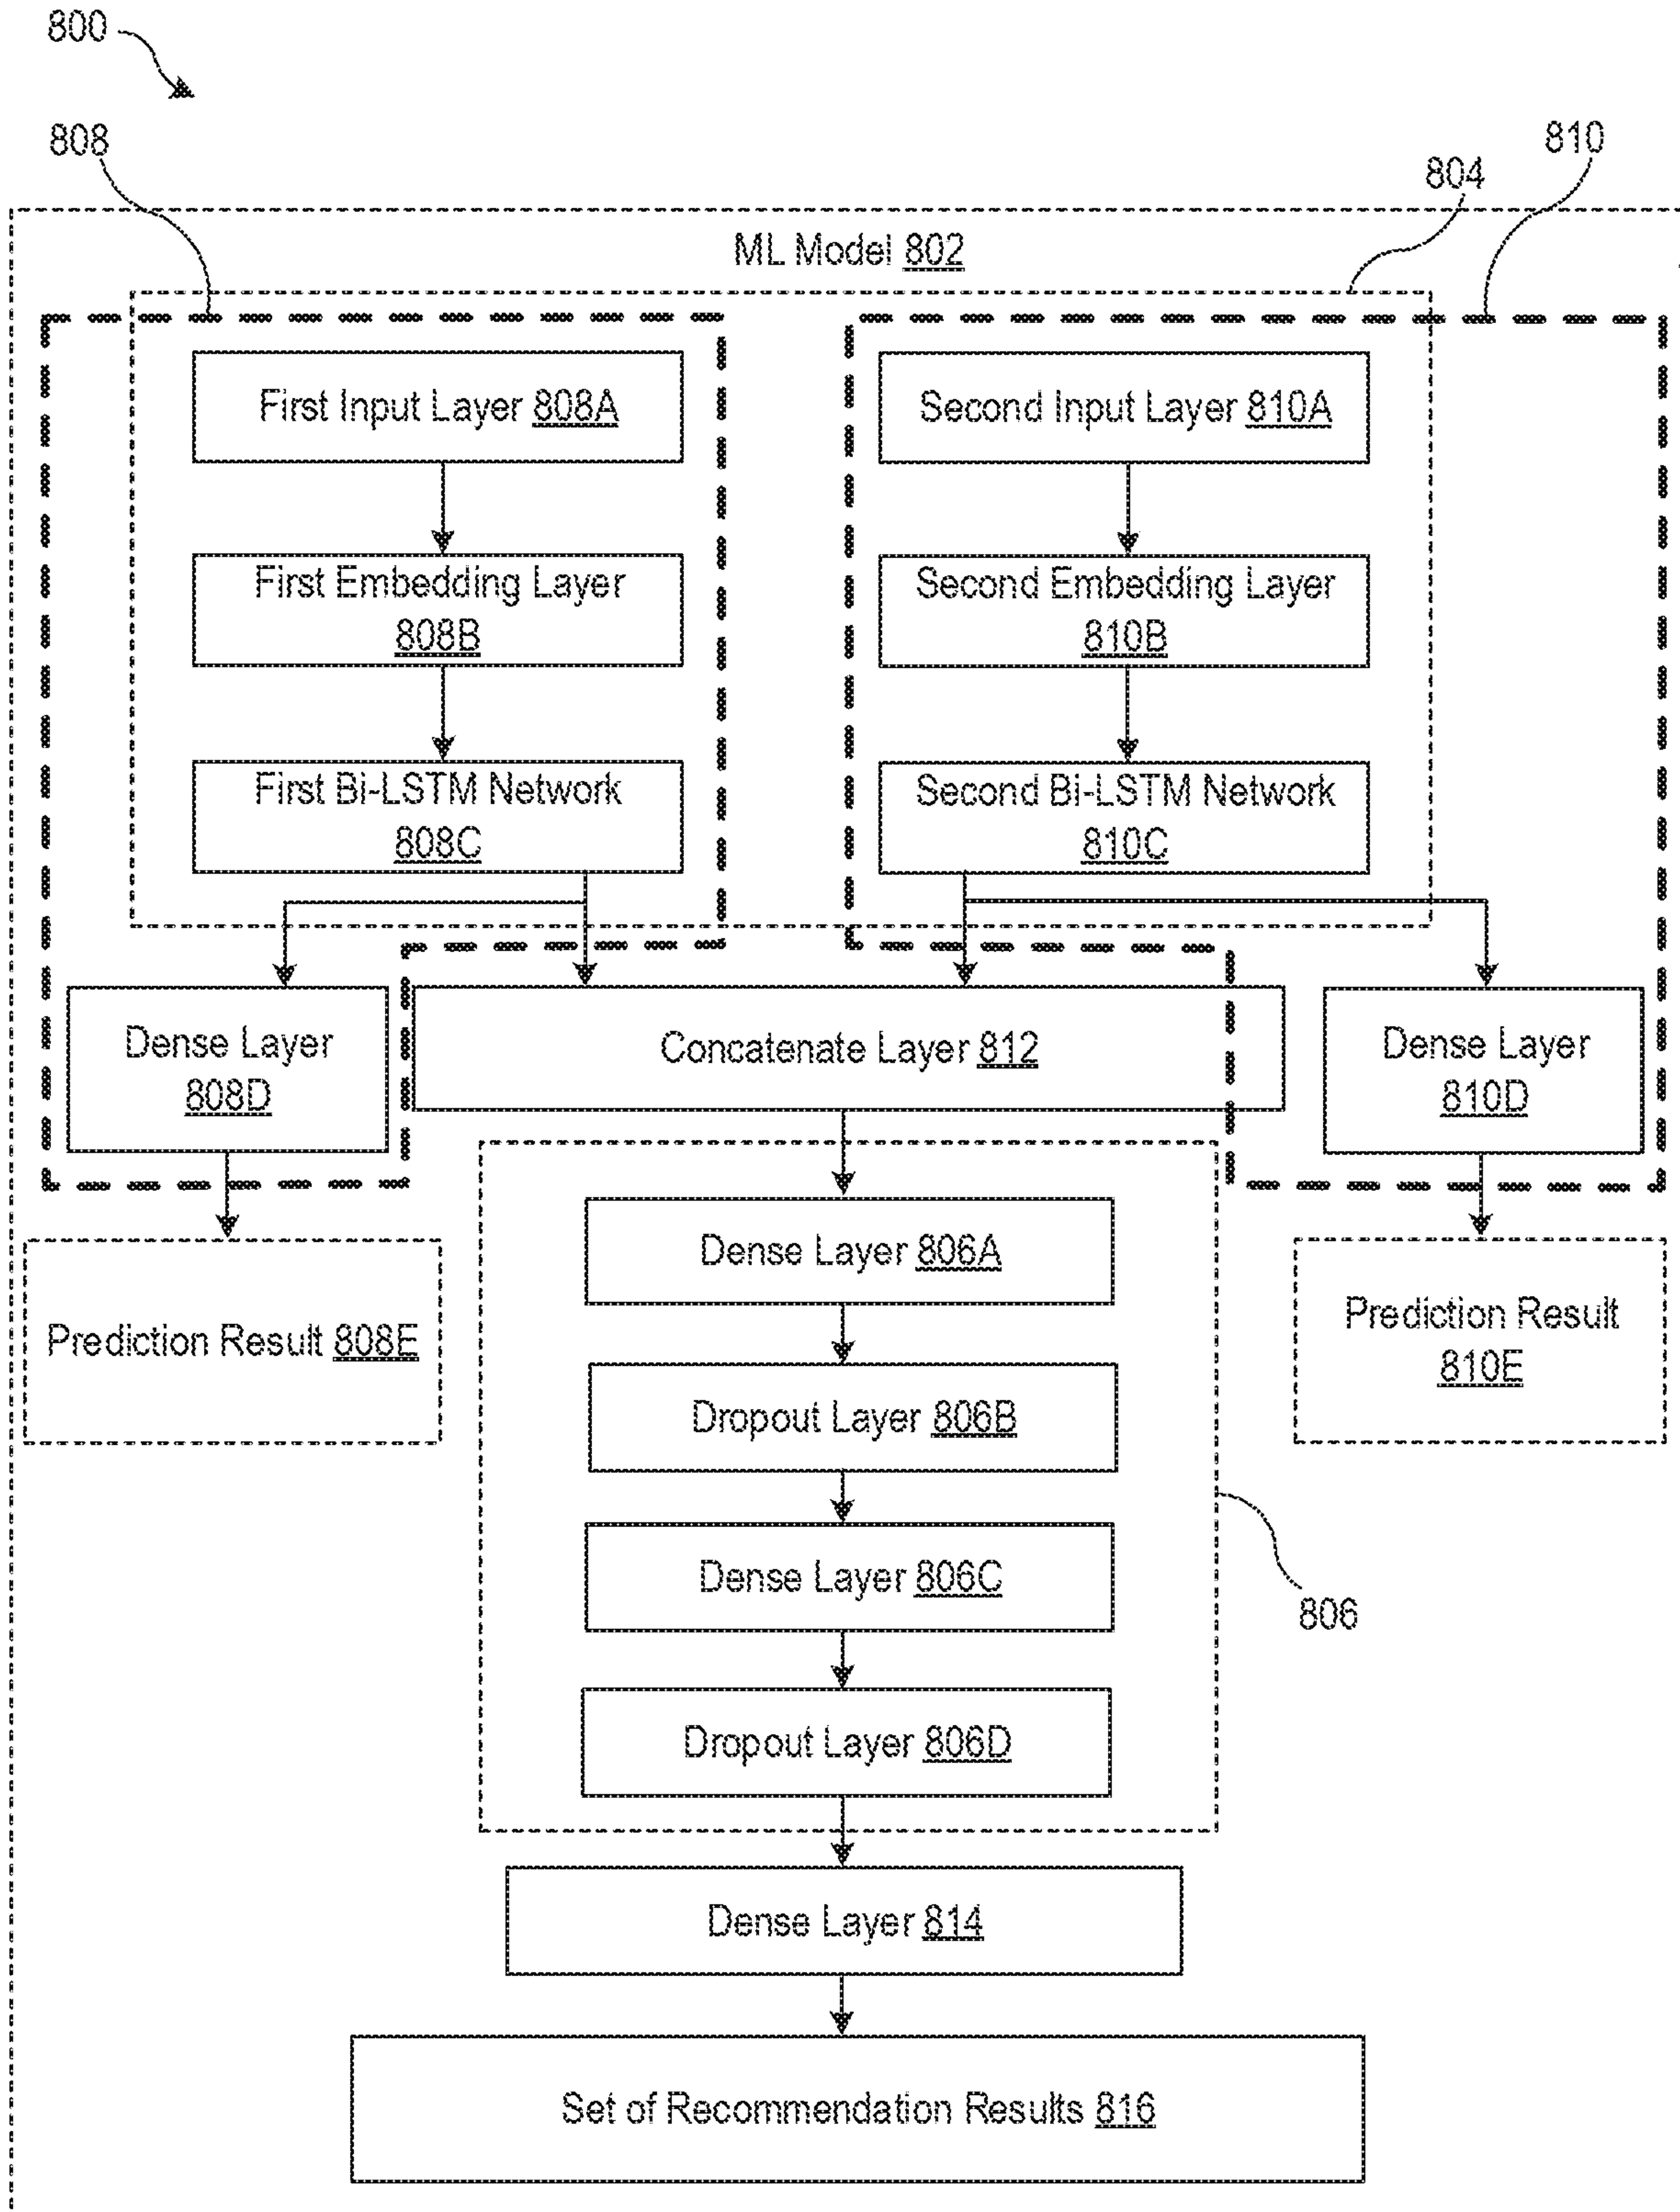 800
808
810
804
ML Model 802
First Input Layer 808A
Second Input Layer 810A
First Embedding Layer
808B
Second Embedding Layer
810B
First Bi-LSTM Network
808C
Second Bi-LSTM Network
810C
Dense Layer
808D
Concatenate Layer 812
Dense Layer
810D
Dense Layer 806A
Prediction Result 808E
Prediction Result
810E
Dropout Layer 806B
Dense Layer 806C
806
Dropout Layer 806D
Dense Layer 814
Set of Recommendation Results 816